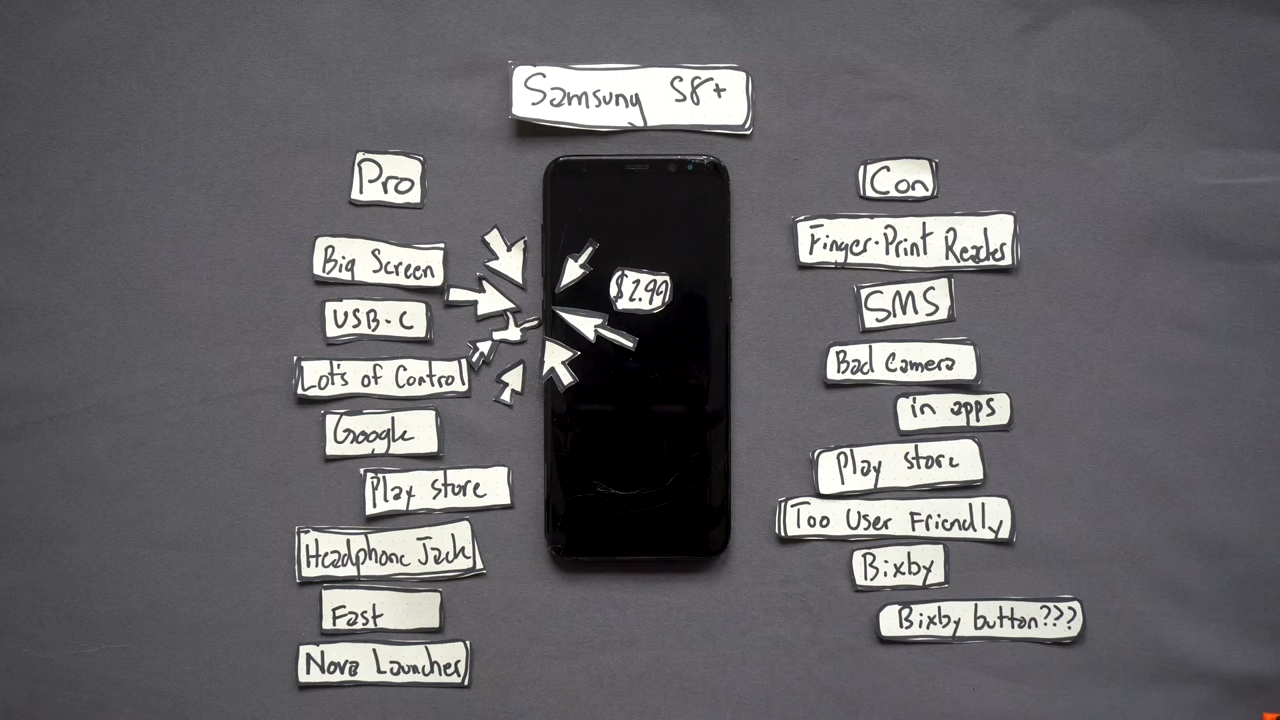 Samsung S8+
Pro
Big Screen
USB-C
Lot's of Control
Google
Play store
Headphone Jack
Fast
Nova Launcher
$2.99
Con
Finger-Print Reader
SMS
Bad Camera
in apps
Play store
Too User Friendly
Bixby
Bixby button???